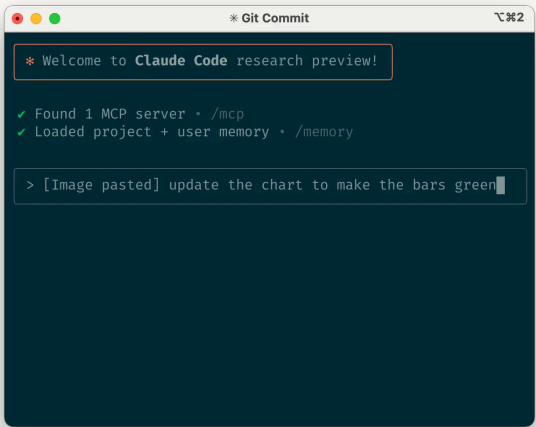 ✳ Git Commit ⌥⌘2
✻ Welcome to Claude Code research preview!
✔ Found 1 MCP server • /mcp
✔ Loaded project + user memory • /memory
> [Image pasted] update the chart to make the bars green